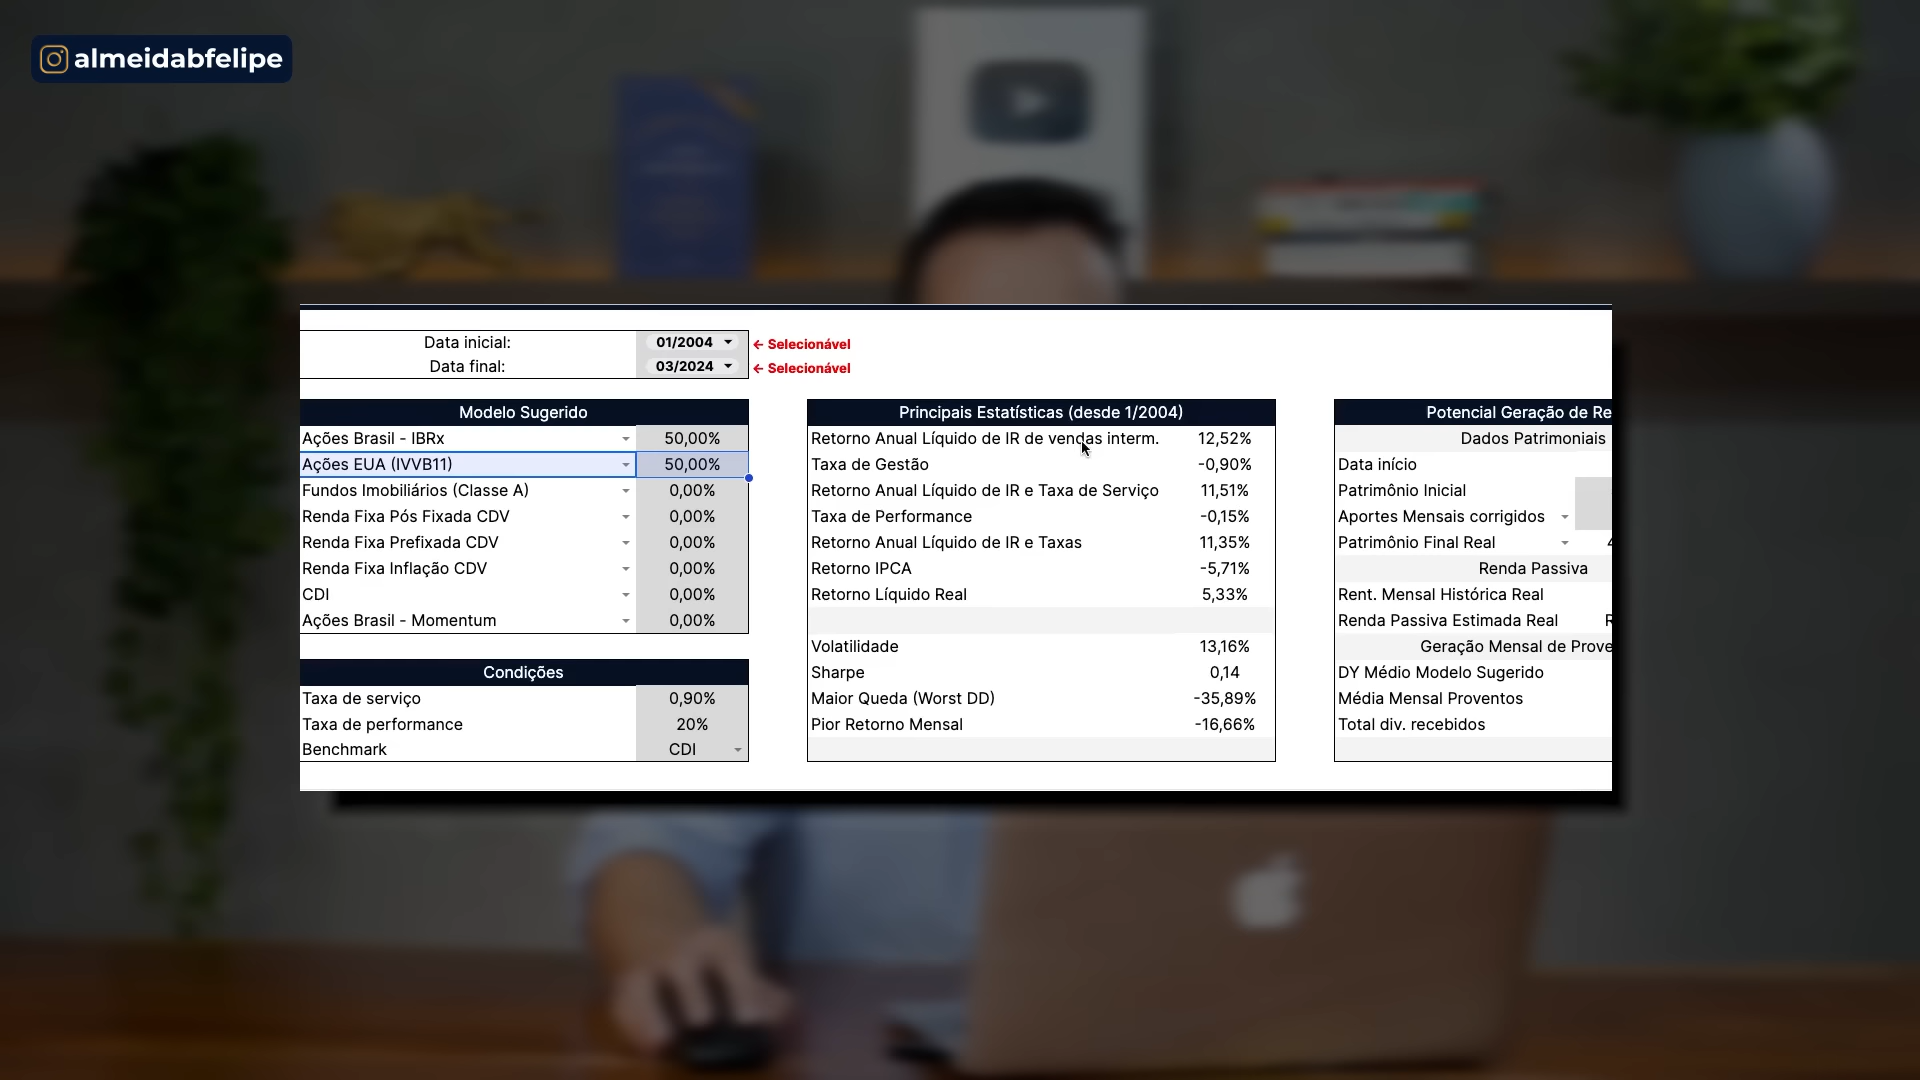 almeidabfelipe
Data inicial: 01/2004 ← Selecionável
Data final: 03/2024 ← Selecionável
Modelo Sugerido
Ações Brasil - IBRx 50,00%
Ações EUA (IVVB11) 50,00%
Fundos Imobiliários (Classe A) 0,00%
Renda Fixa Pós Fixada CDV 0,00%
Renda Fixa Prefixada CDV 0,00%
Renda Fixa Inflação CDV 0,00%
CDI 0,00%
Ações Brasil - Momentum 0,00%
Condições
Taxa de serviço 0,90%
Taxa de performance 20%
Benchmark CDI
Principais Estatísticas (desde 1/2004)
Retorno Anual Líquido de IR de vendas interm. 12,52%
Taxa de Gestão -0,90%
Retorno Anual Líquido de IR e Taxa de Serviço 11,51%
Taxa de Performance -0,15%
Retorno Anual Líquido de IR e Taxas 11,35%
Retorno IPCA -5,71%
Retorno Líquido Real 5,33%
Volatilidade 13,16%
Sharpe 0,14
Maior Queda (Worst DD) -35,89%
Pior Retorno Mensal -16,66%
Potencial Geração de Re
Dados Patrimoniais
Data início
Patrimônio Inicial
Aportes Mensais corrigidos
Patrimônio Final Real
Renda Passiva
Rent. Mensal Histórica Real
Renda Passiva Estimada Real
Geração Mensal de Prove
DY Médio Modelo Sugerido
Média Mensal Proventos
Total div. recebidos